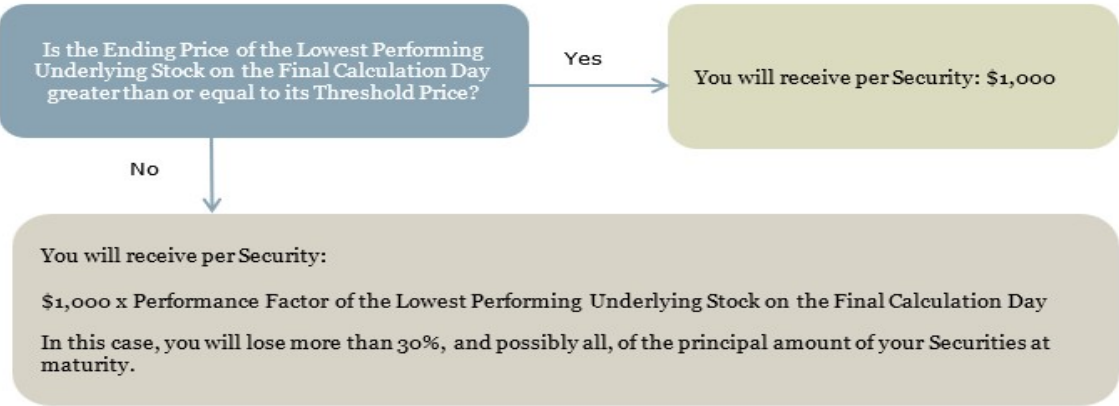 Is the Ending Price of the Lowest Performing
Underlying Stock on the Final Calculation Day
greater than or equal to its Threshold Price?
Yes
You will receive per Security: $1,000
No
You will receive per Security:
$1,000 x Performance Factor of the Lowest Performing Underlying Stock on the Final Calculation Day
In this case, you will lose more than 30%, and possibly all, of the principal amount of your Securities at
maturity.